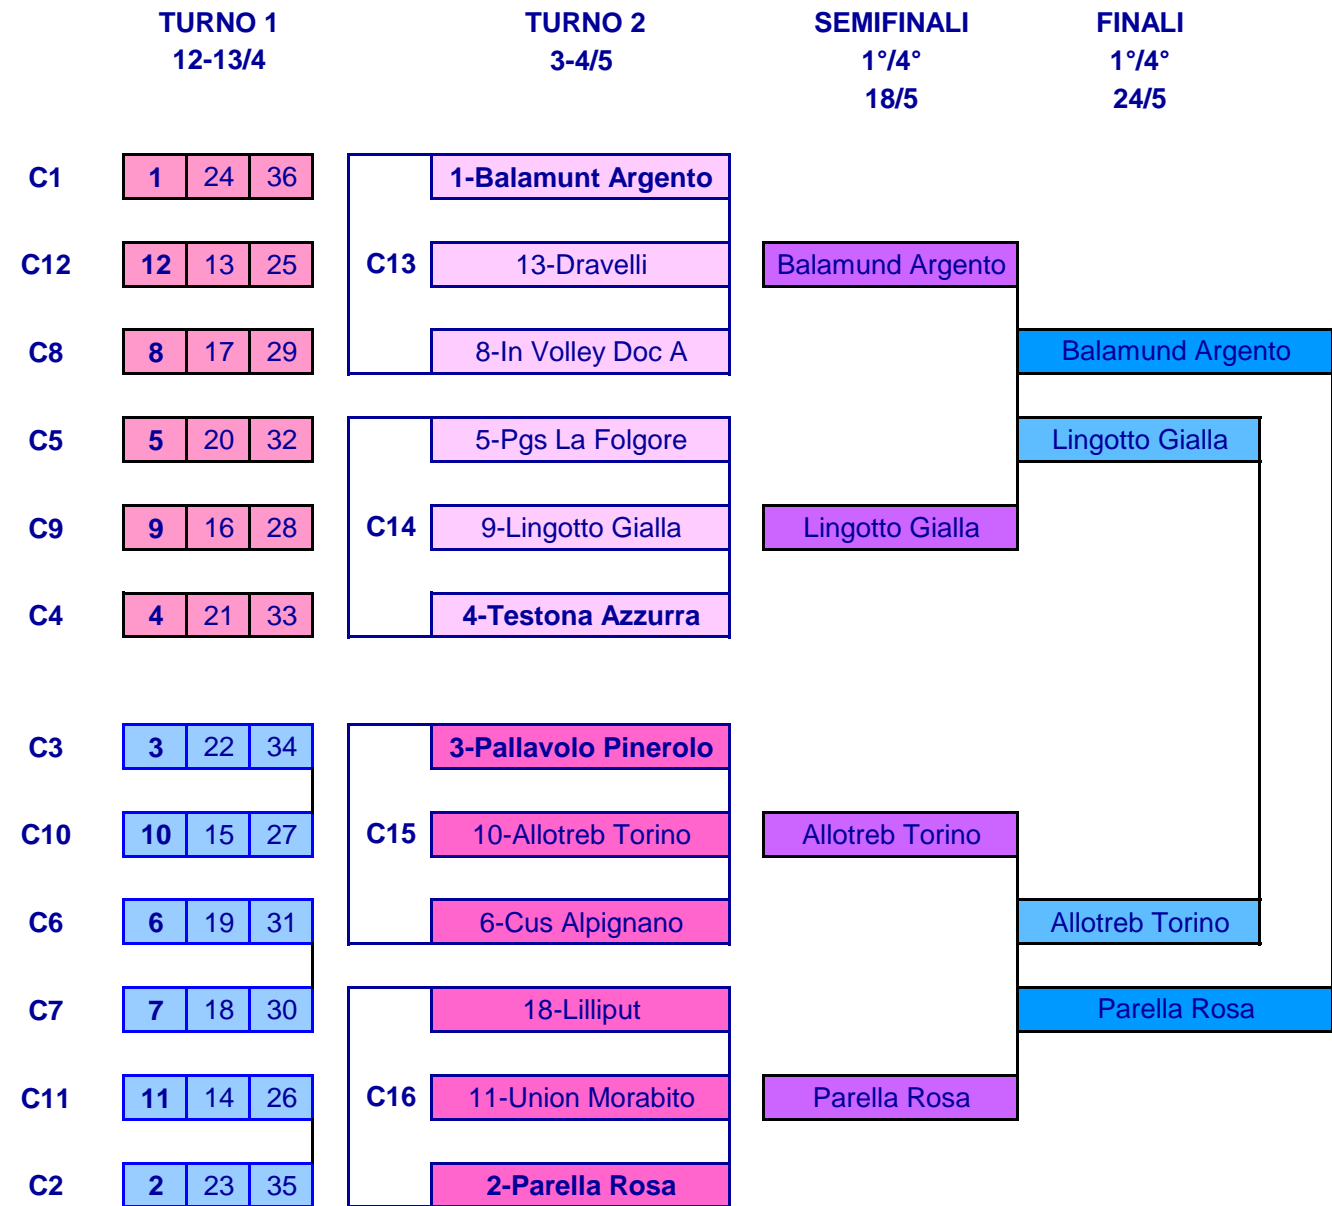 TURNO 1 TURNO 2 SEMIFINALI FINALI
12-13/4 3-4/5 1°/4° 1°/4°
18/5 24/5
C1 1 24 36 1-Balamunt Argento
C12 12 13 25 C13 13-Dravelli Balamund Argento
C8 8 17 29 8-In Volley Doc A Balamund Argento
C5 5 20 32 5-Pgs La Folgore Lingotto Gialla
C9 9 16 28 C14 9-Lingotto Gialla Lingotto Gialla
C4 4 21 33 4-Testona Azzurra
C3 3 22 34 3-Pallavolo Pinerolo
C10 10 15 27 C15 10-Allotreb Torino Allotreb Torino
C6 6 19 31 6-Cus Alpignano Allotreb Torino
C7 7 18 30 18-Lilliput Parella Rosa
C11 11 14 26 C16 11-Union Morabito Parella Rosa
C2 2 23 35 2-Parella Rosa